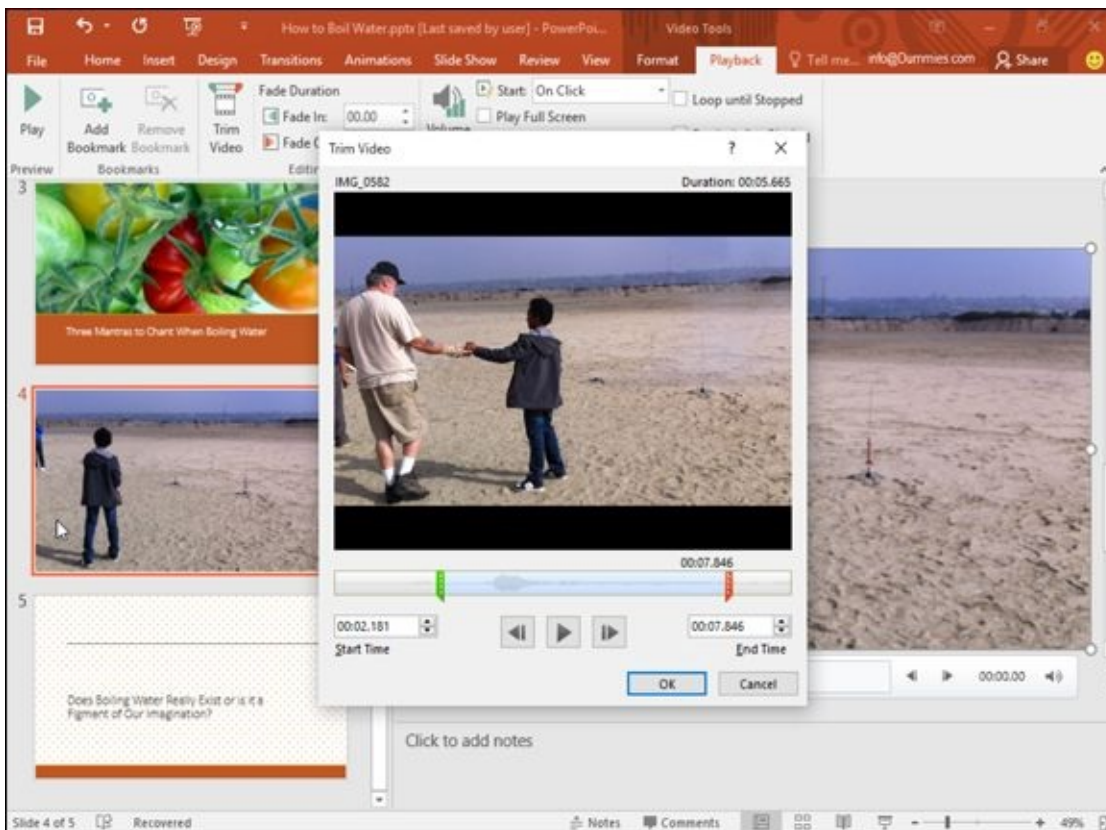 How to Boil Water.pptx [Last saved by user] - PowerPoi...
Video Tools
File Home Insert Design Transitions Animations Slide Show Review View Format Playback Tell me... info@Dummies.com Share
Play
Add Bookmark
Remove Bookmark
Trim Video
Fade Duration
Fade In: 00.00
Start: On Click
Play Full Screen
Loop until Stopped
Preview
Bookmarks
Trim Video ? X
IMG_0582 Duration: 00:05.665
3
Three Mantras to Chant When Boiling Water
4
00:07.846
00:02.181 00:07.846
Start Time End Time
OK Cancel
5
Does Boiling Water Really Exist or is it a
Figment of Our Imagination?
00:00.00
Click to add notes
Slide 4 of 5 Recovered Notes Comments 49%